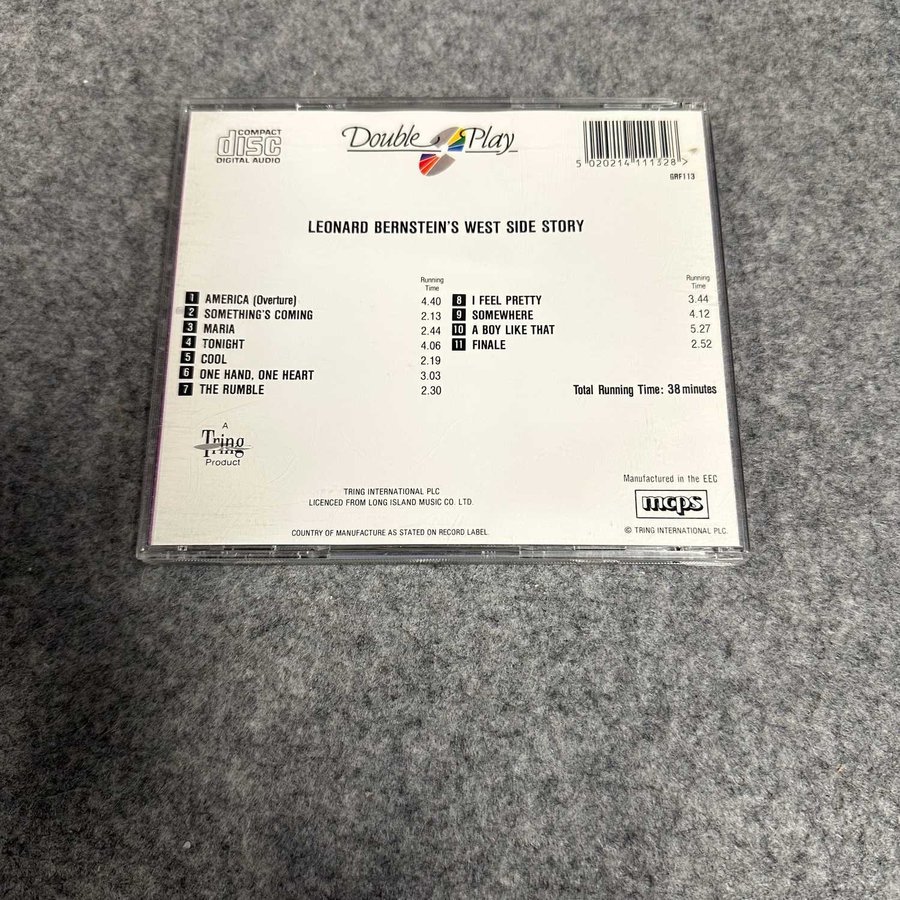 COMPACT
disc
DIGITAL AUDIO
Double Play
5 020214 111328 >
GRF113
LEONARD BERNSTEIN'S WEST SIDE STORY
Running
Time
1 AMERICA (Overture) 4.40
2 SOMETHING'S COMING 2.13
3 MARIA 2.44
4 TONIGHT 4.06
5 COOL 2.19
6 ONE HAND, ONE HEART 3.03
7 THE RUMBLE 2.30
Running
Time
8 I FEEL PRETTY 3.44
9 SOMEWHERE 4.12
10 A BOY LIKE THAT 5.27
11 FINALE 2.52
Total Running Time: 38 minutes
A
Tring
Product
TRING INTERNATIONAL PLC
LICENCED FROM LONG ISLAND MUSIC CO. LTD.
Manufactured in the EEC
mcps
COUNTRY OF MANUFACTURE AS STATED ON RECORD LABEL.
© TRING INTERNATIONAL PLC.